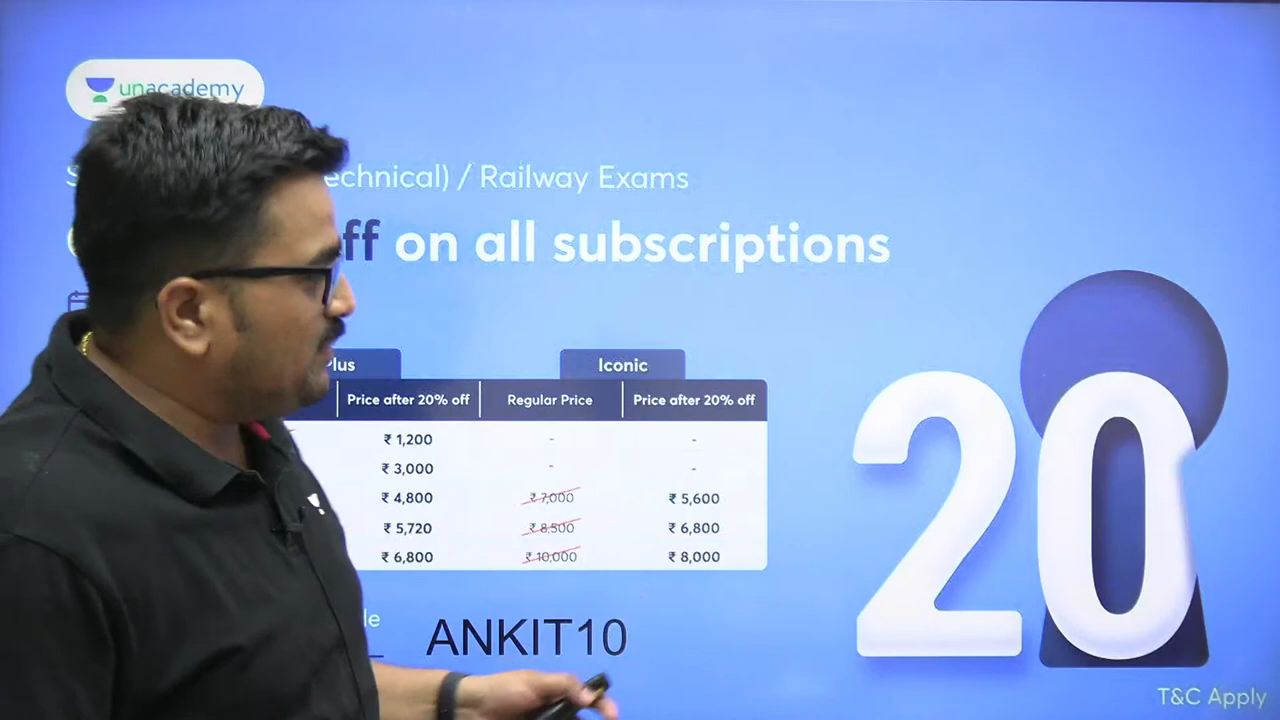 unacademy
echnical) / Railway Exams
ff on all subscriptions
Plus Iconic
Price after 20% off Regular Price Price after 20% off
₹ 1,200 - -
₹ 3,000 - -
₹ 4,800 ₹ 7,000 ₹ 5,600
₹ 5,720 ₹ 8,500 ₹ 6,800
₹ 6,800 ₹ 10,000 ₹ 8,000
20
ANKIT10
T&C Apply